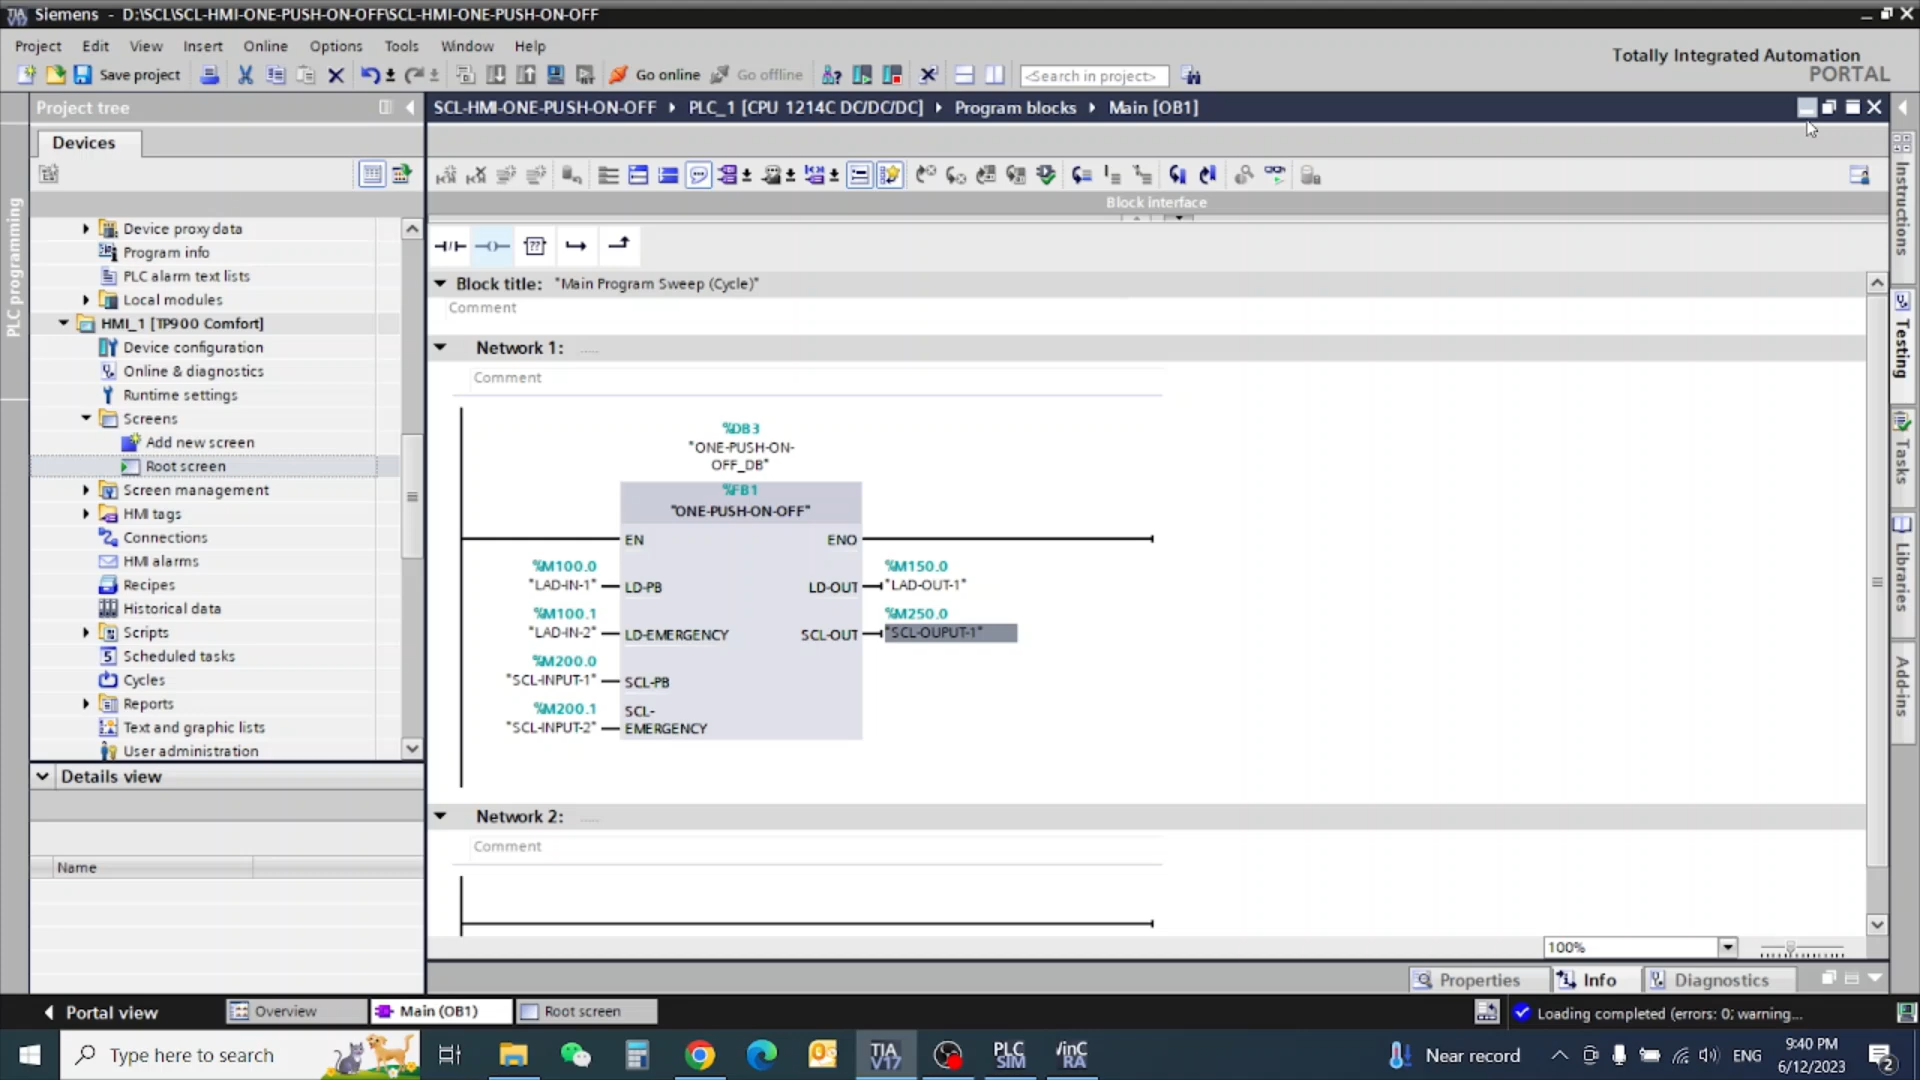 Siemens - D:\SCL\SCL-HMI-ONE-PUSH-ON-OFF\SCL-HMI-ONE-PUSH-ON-OFF
Project Edit View Insert Online Options Tools Window Help
Totally Integrated Automation
PORTAL
Save project
Go online
Go offline
<Search in project>
Project tree
SCL-HMI-ONE-PUSH-ON-OFF
PLC_1 [CPU 1214C DC/DC/DC]
Program blocks
Main [OB1]
Devices
Block interface
PLC programming
Device proxy data
Program info
PLC alarm text lists
Local modules
HMI_1 [TP900 Comfort]
Device configuration
Online & diagnostics
Runtime settings
Screens
Add new screen
Root screen
Screen management
HMI tags
Connections
HMI alarms
Recipes
Historical data
Scripts
Scheduled tasks
Cycles
Reports
Text and graphic lists
User administration
Details view
Name
??
Block title: "Main Program Sweep (Cycle)"
Comment
Network 1: .....
Comment
%DB3
"ONE-PUSH-ON-
OFF_DB"
%FB1
"ONE-PUSH-ON-OFF"
EN ENO
%M100.0
"LAD-IN-1" LD-PB
%M150.0
LD-OUT "LAD-OUT-1"
%M100.1
"LAD-IN-2" LD-EMERGENCY
%M250.0
SCL-OUT "SCL-OUPUT-1"
%M200.0
"SCL-INPUT-1" SCL-PB
%M200.1
"SCL-INPUT-2" SCL-
EMERGENCY
Network 2: .....
Comment
100%
Instructions
Testing
Tasks
Libraries
Add-ins
Properties
Info
Diagnostics
Portal view
Overview
Main (OB1)
Root screen
Loading completed (errors: 0; warning...
Type here to search
TIA
V17
PLC
SIM
Near record
ENG
9:40 PM
6/12/2023
2